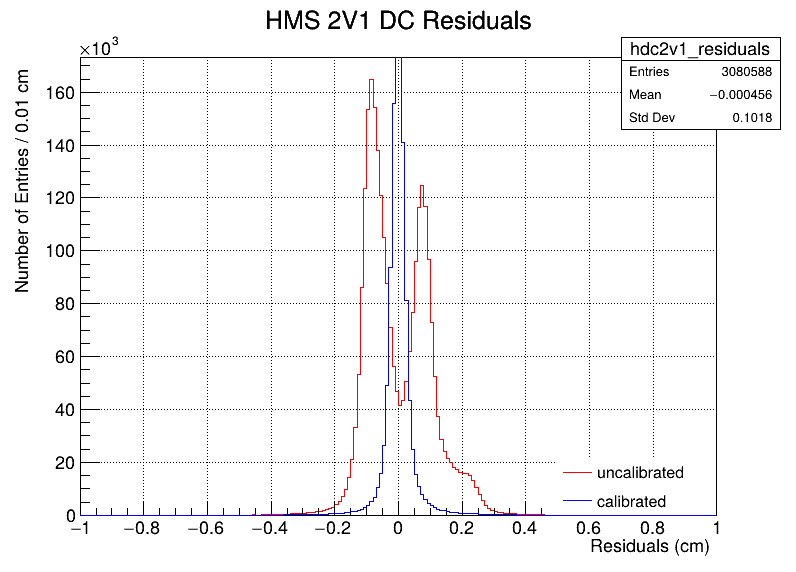 HMS 2V1 DC Residuals
×10³
hdc2v1_residuals
Entries 3080588
Mean −0.000456
Std Dev 0.1018
Number of Entries / 0.01 cm
160
140
120
100
80
60
40
20
0
uncalibrated
calibrated
−1 −0.8 −0.6 −0.4 −0.2 0 0.2 0.4 0.6 0.8 1
Residuals (cm)